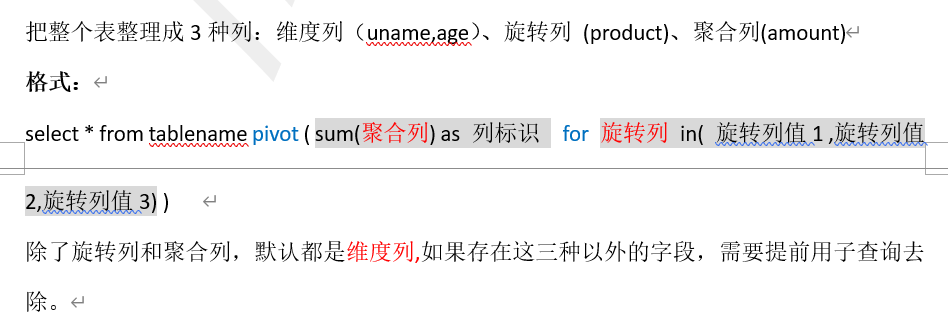 把整个表整理成 3 种列：维度列（uname,age）、旋转列 (product)、聚合列(amount)
格式：
select * from tablename pivot ( sum(聚合列) as 列标识 for 旋转列 in( 旋转列值 1 ,旋转列值
2,旋转列值 3) )
除了旋转列和聚合列，默认都是维度列,如果存在这三种以外的字段，需要提前用子查询去
除。